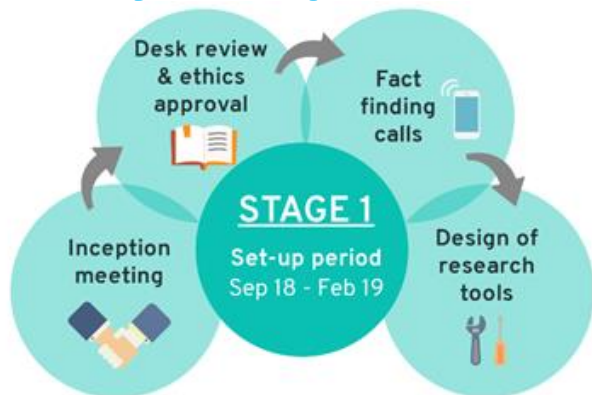 Inception
meeting
Desk review
& ethics
approval
Fact
finding
calls
Design of
research
tools
STAGE 1
Set-up period
Sep 18 - Feb 19